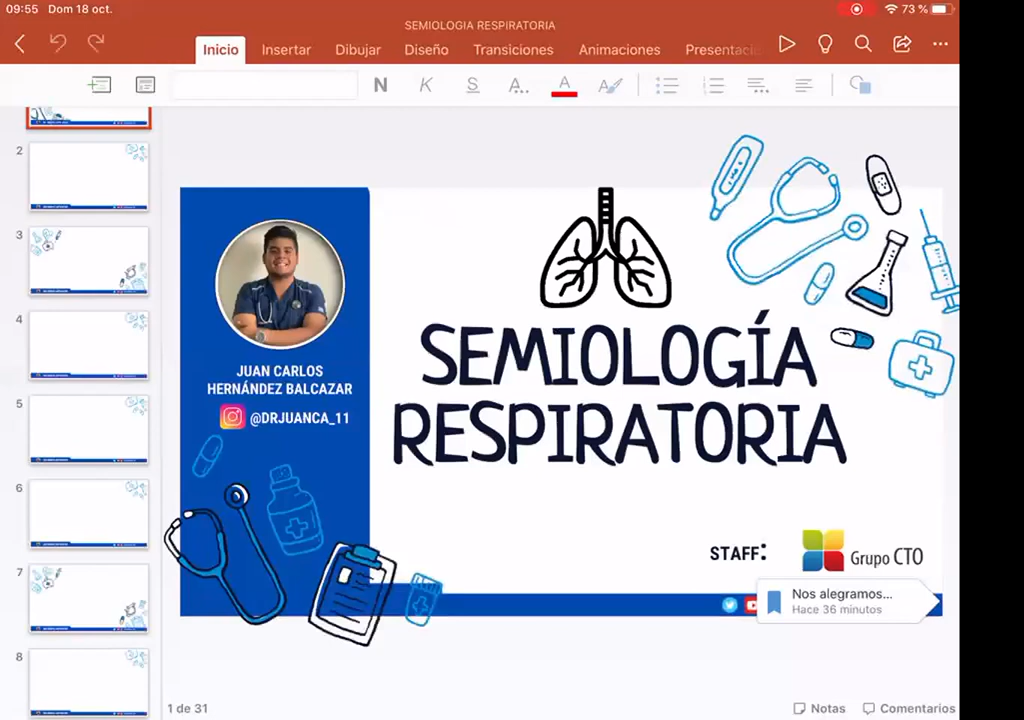 09:55 Dom 18 oct.
73 %
SEMIOLOGIA RESPIRATORIA
Inicio Insertar Dibujar Diseño Transiciones Animaciones
N K S A.. A A
2
3
4
5
6
7
8
JUAN CARLOS
HERNÁNDEZ BALCAZAR
@DRJUANCA_11
SEMIOLOGÍA
RESPIRATORIA
STAFF:
Grupo CTO
Nos alegramos...
Hace 36 minutos
1 de 31
Notas Comentarios